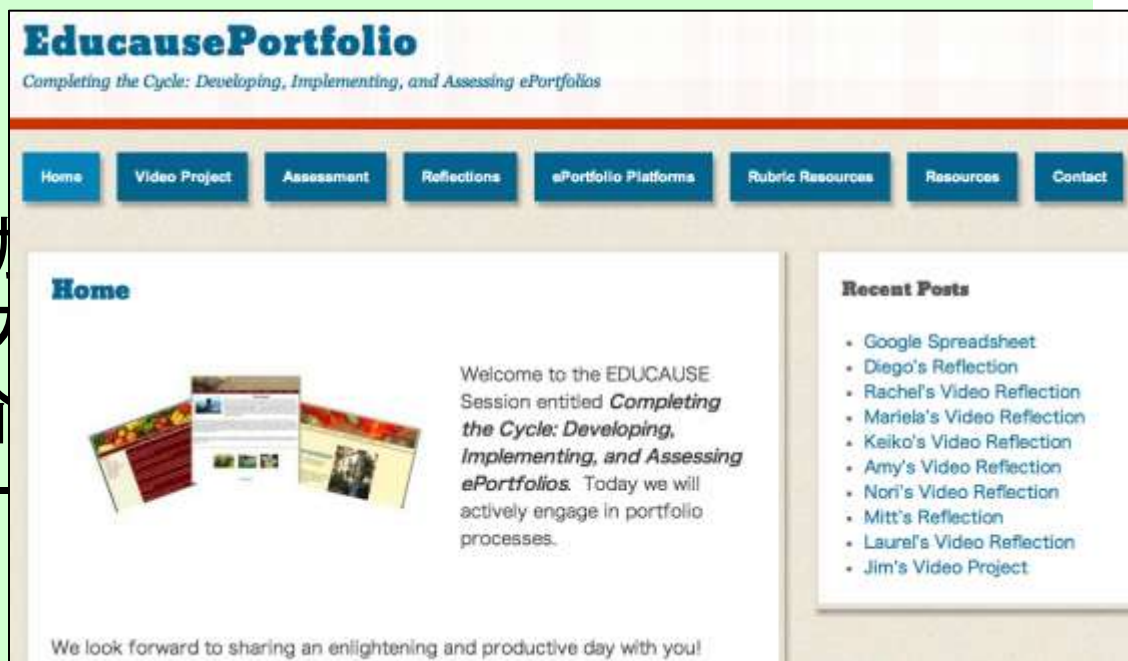 EducausePortfolio
Completing the Cycle: Developing, Implementing, and Assessing ePortfolios
Home
Video Project
Assessment
Reflections
ePortfolio Platforms
Rubric Resources
Resources
Contact
Home
Welcome to the EDUCAUSE
Session entitled Completing
the Cycle: Developing,
Implementing, and Assessing
ePortfolios. Today we will
actively engage in portfolio
processes.
We look forward to sharing an enlightening and productive day with you!
Recent Posts
Google Spreadsheet
Diego's Reflection
Rachel's Video Reflection
Mariela's Video Reflection
Keiko's Video Reflection
Amy's Video Reflection
Nori's Video Reflection
Mitt's Reflection
Laurel's Video Reflection
Jim's Video Project